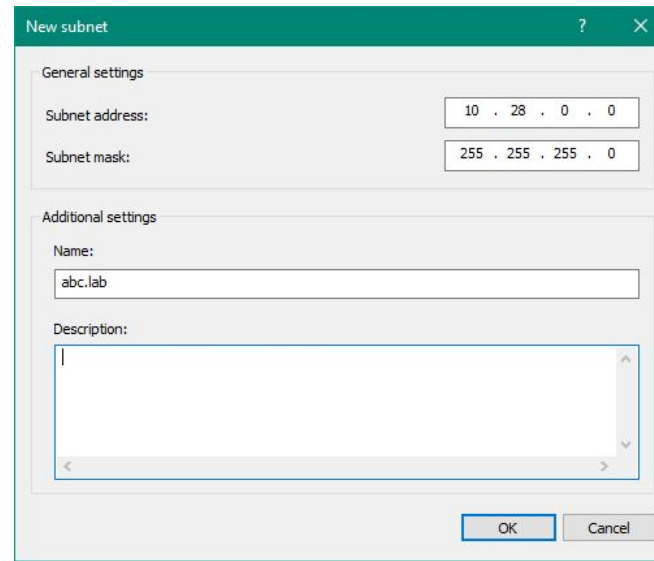 New subnet ? ×
General settings
Subnet address: 10 . 28 . 0 . 0
Subnet mask: 255 . 255 . 255 . 0
Additional settings
Name:
abc.lab
Description:
OK Cancel